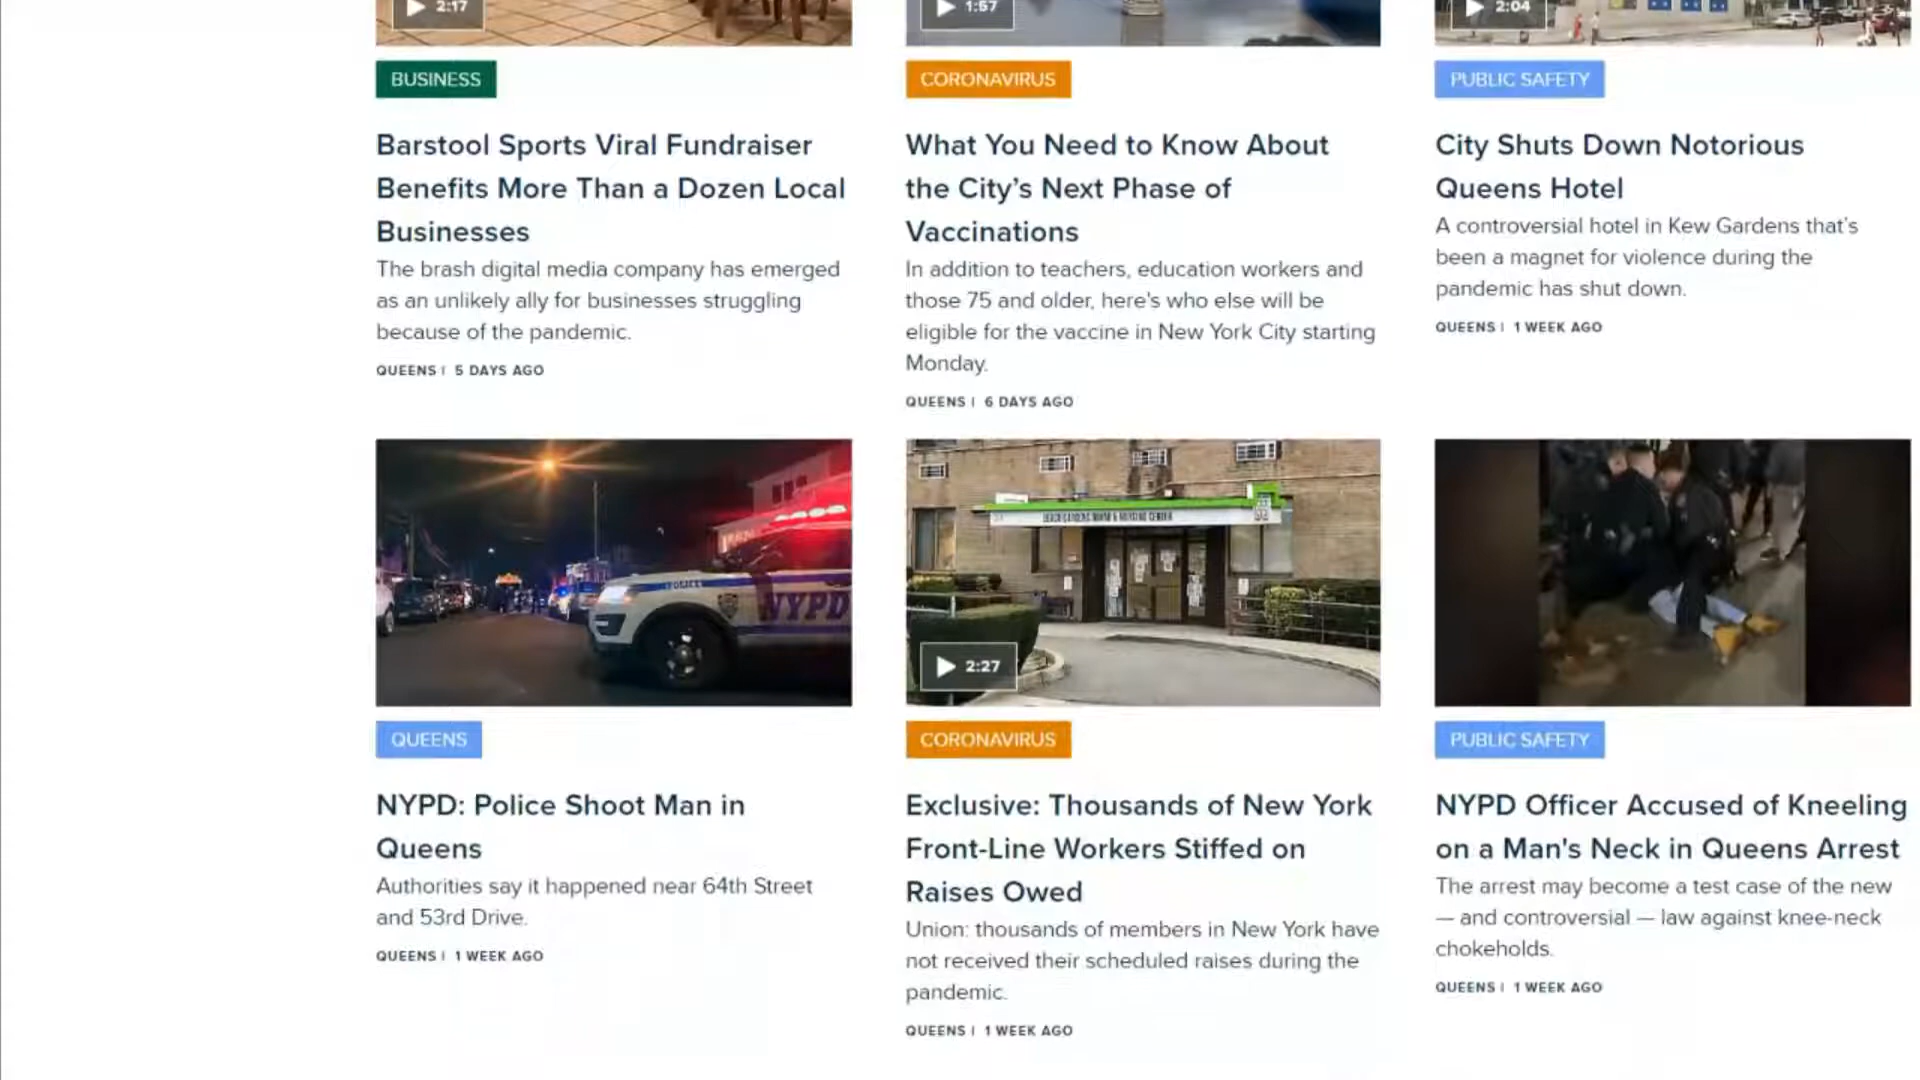 2:17
BUSINESS
Barstool Sports Viral Fundraiser
Benefits More Than a Dozen Local
Businesses
The brash digital media company has emerged
as an unlikely ally for businesses struggling
because of the pandemic.
QUEENS | 5 DAYS AGO
1:57
CORONAVIRUS
What You Need to Know About
the City’s Next Phase of
Vaccinations
In addition to teachers, education workers and
those 75 and older, here's who else will be
eligible for the vaccine in New York City starting
Monday.
QUEENS | 6 DAYS AGO
2:04
PUBLIC SAFETY
City Shuts Down Notorious
Queens Hotel
A controversial hotel in Kew Gardens that’s
been a magnet for violence during the
pandemic has shut down.
QUEENS | 1 WEEK AGO
POLICE
NYPD
QUEENS
NYPD: Police Shoot Man in
Queens
Authorities say it happened near 64th Street
and 53rd Drive.
QUEENS | 1 WEEK AGO
2:27
CORONAVIRUS
Exclusive: Thousands of New York
Front-Line Workers Stiffed on
Raises Owed
Union: thousands of members in New York have
not received their scheduled raises during the
pandemic.
QUEENS | 1 WEEK AGO
PUBLIC SAFETY
NYPD Officer Accused of Kneeling
on a Man's Neck in Queens Arrest
The arrest may become a test case of the new
— and controversial — law against knee-neck
chokeholds.
QUEENS | 1 WEEK AGO